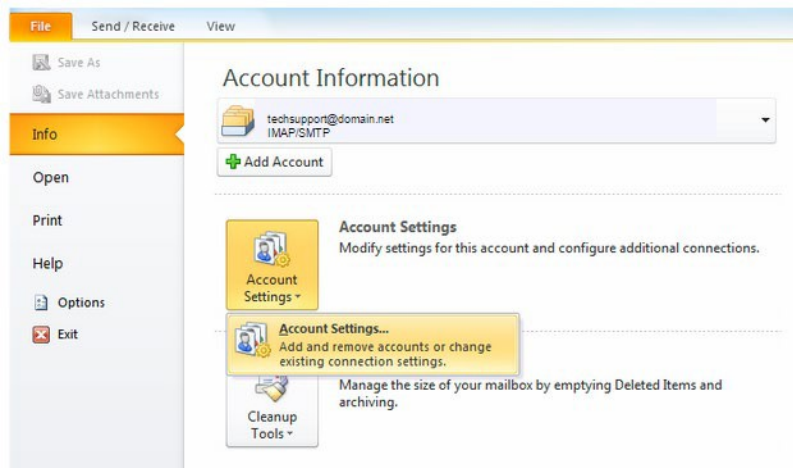 File Send / Receive View
Save As
Save Attachments
Info
Open
Print
Help
Options
Exit
Account Information
techsupport@domain.net
IMAP/SMTP
Add Account
Account Settings
Modify settings for this account and configure additional connections.
Account
Settings
Account Settings...
Add and remove accounts or change
existing connection settings.
Manage the size of your mailbox by emptying Deleted Items and
archiving.
Cleanup
Tools